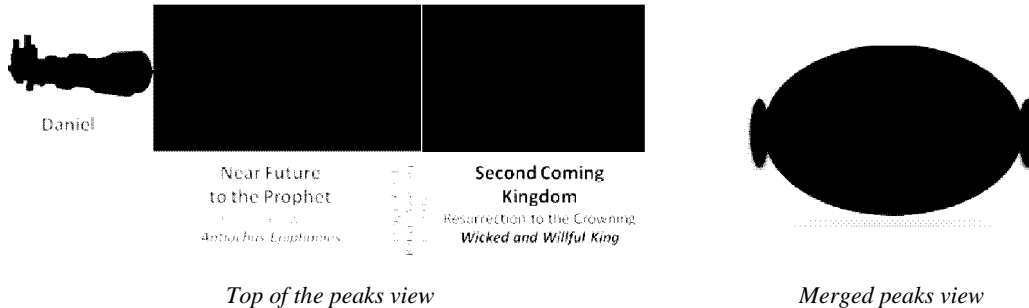 Daniel
Near Future
to the Prophet
Antiochus Epiphanies
Second Coming
Kingdom
Resurrection to the Crowning
Wicked and Willful King
Top of the peaks view
Merged peaks view